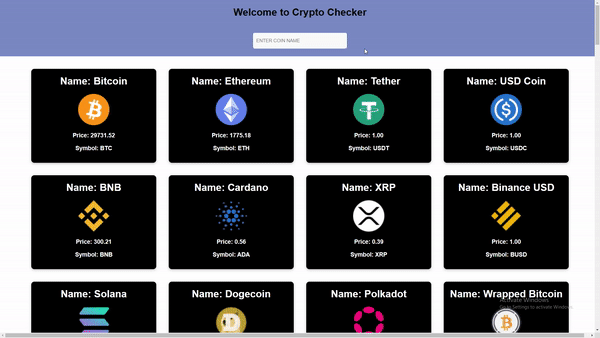 Welcome to Crypto Checker
ENTER COIN NAME
Name: Bitcoin
Price: 29731.52
Symbol: BTC
Name: Ethereum
Price: 1775.18
Symbol: ETH
Name: Tether
Price: 1.00
Symbol: USDT
Name: USD Coin
Price: 1.00
Symbol: USDC
Name: BNB
Price: 300.21
Symbol: BNB
Name: Cardano
Price: 0.56
Symbol: ADA
Name: XRP
Price: 0.39
Symbol: XRP
Name: Binance USD
Price: 1.00
Symbol: BUSD
Name: Solana
Name: Dogecoin
Name: Polkadot
Name: Wrapped Bitcoin
Activate Windows
Go to Settings to activate Windows.